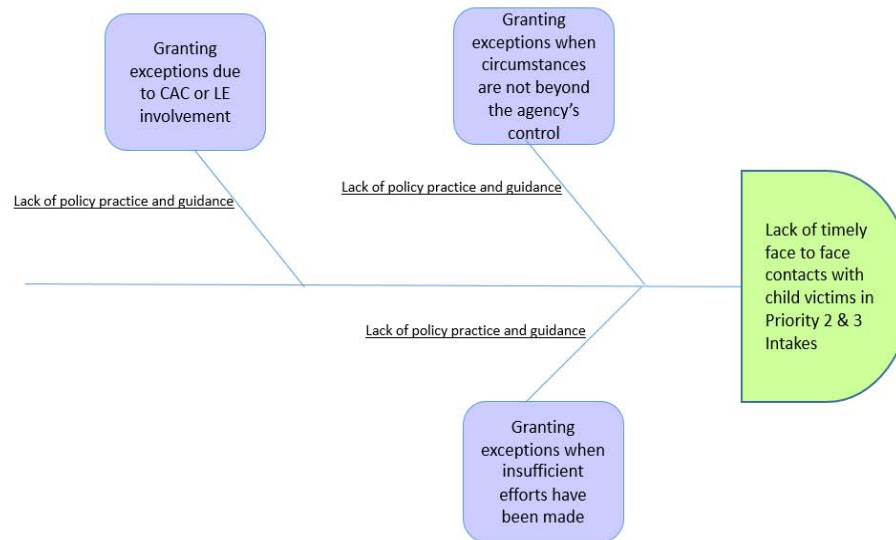 Granting
exceptions due
to CAC or LE
involvement
Granting
exceptions when
circumstances
are not beyond
the agency’s
control
Lack of policy practice and guidance
Lack of policy practice and guidance
Lack of timely
face to face
contacts with
child victims in
Priority 2 & 3
Intakes
Lack of policy practice and guidance
Granting
exceptions when
insufficient
efforts have
been made